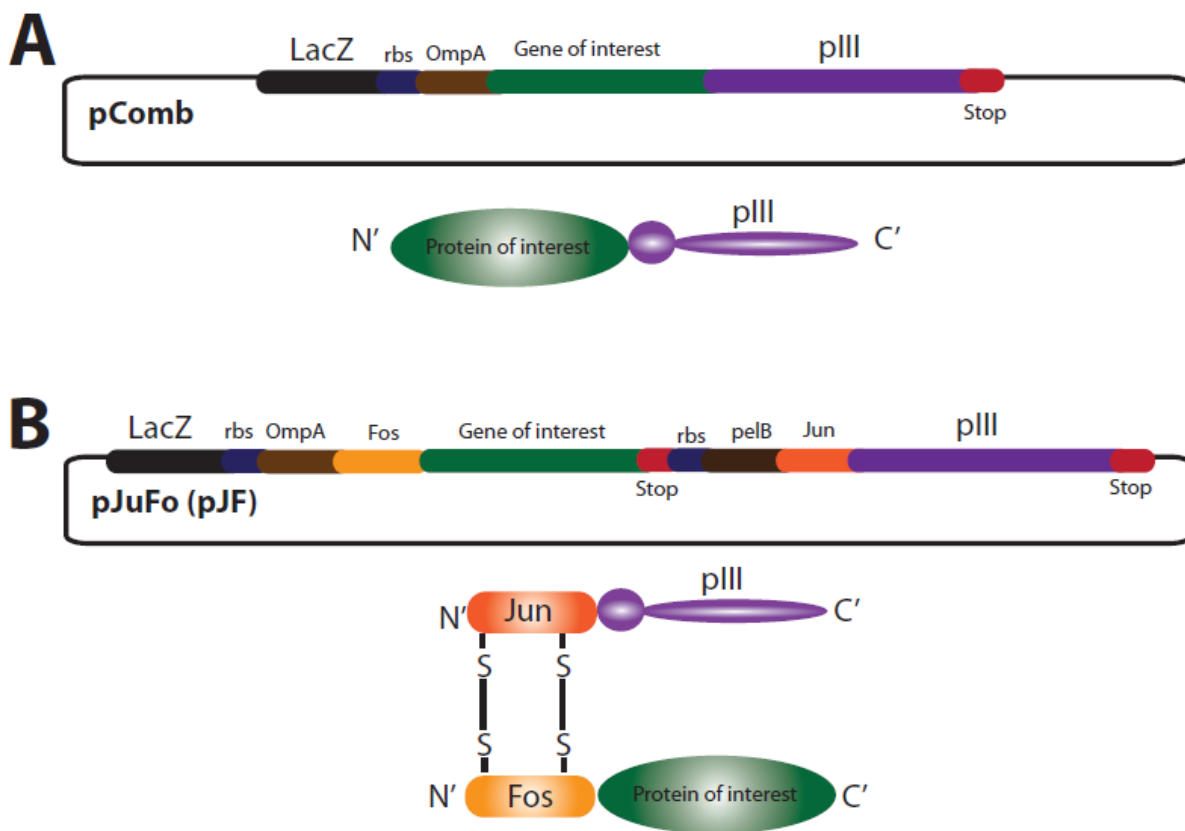 A
LacZ rbs OmpA Gene of interest pIII
Stop
pComb
N' Protein of interest pIII C'
B
LacZ rbs OmpA Fos Gene of interest rbs pelB Jun pIII
Stop Stop
pJuFo (pJF)
pIII
N' Jun C'
S S
S S
N' Fos Protein of interest C'